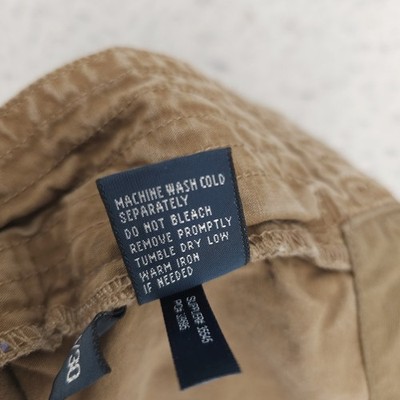 MACHINE WASH COLD
SEPARATELY
DO NOT BLEACH
REMOVE PROMPTLY
TUMBLE DRY LOW
WARM IRON
IF NEEDED